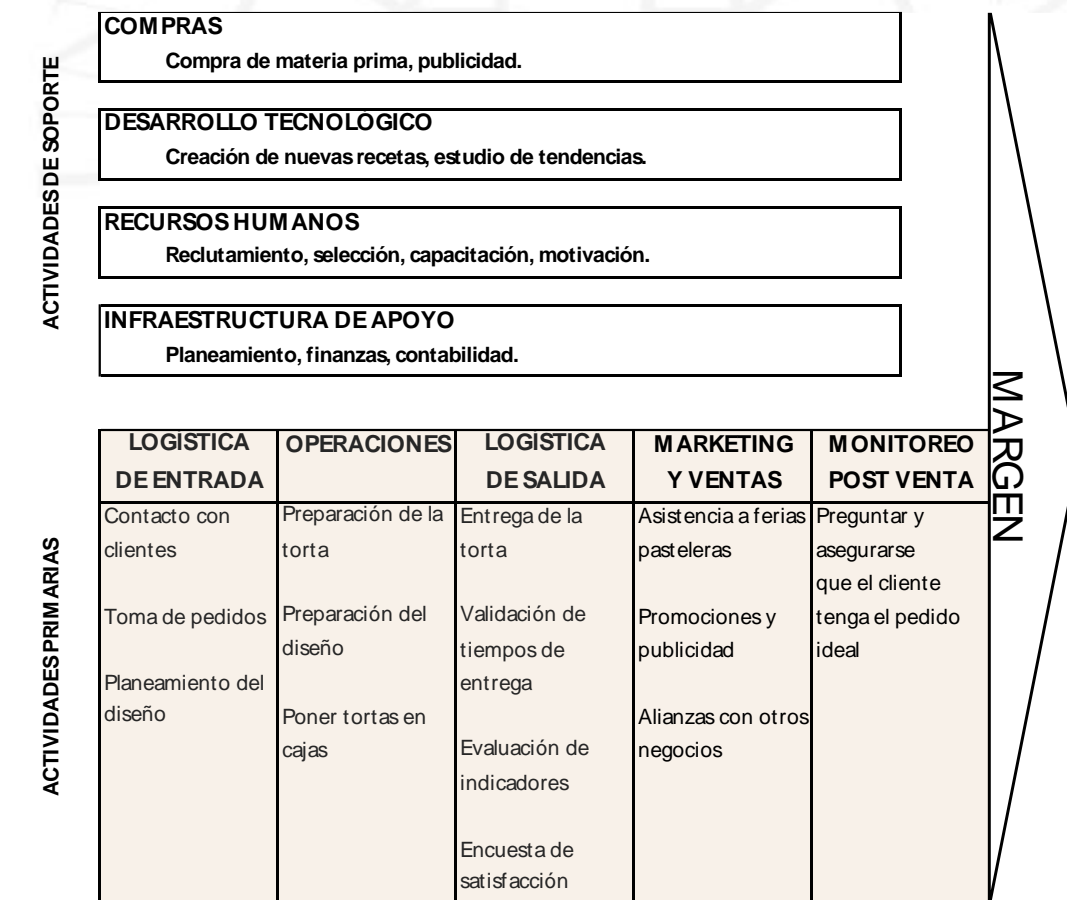 ACTIVIDADES DE SOPORTE
COMPRAS
Compra de materia prima, publicidad.
DESARROLLO TECNOLÓGICO
Creación de nuevas recetas, estudio de tendencias.
RECURSOS HUMANOS
Reclutamiento, selección, capacitación, motivación.
INFRAESTRUCTURA DE APOYO
Planeamiento, finanzas, contabilidad.
MARGEN
ACTIVIDADES PRIMARIAS
LOGÍSTICA
DE ENTRADA
Contacto con
clientes
Toma de pedidos
Planeamiento del
diseño
OPERACIONES
Preparación de la
torta
Preparación del
diseño
Poner tortas en
cajas
LOGÍSTICA
DE SALIDA
Entrega de la
torta
Validación de
tiempos de
entrega
Evaluación de
indicadores
Encuesta de
satisfacción
MARKETING
Y VENTAS
Asistencia a ferias
pasteleras
Promociones y
publicidad
Alianzas con otros
negocios
MONITOREO
POST VENTA
Preguntar y
asegurarse
que el cliente
tenga el pedido
ideal